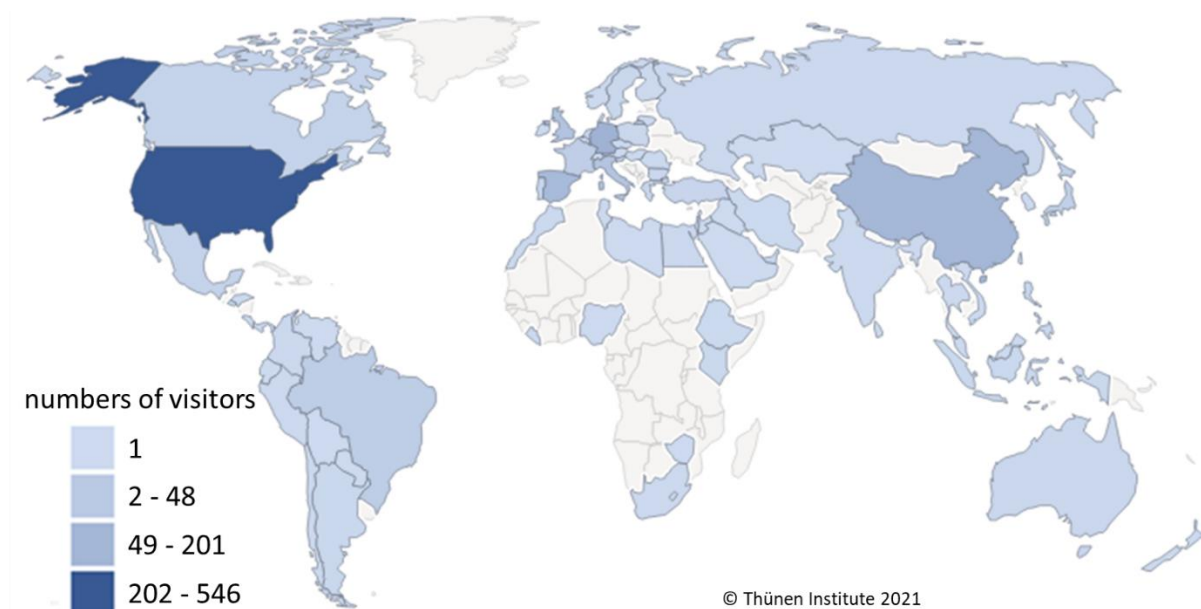 numbers of visitors
1
2 - 48
49 - 201
202 - 546
© Thünen Institute 2021